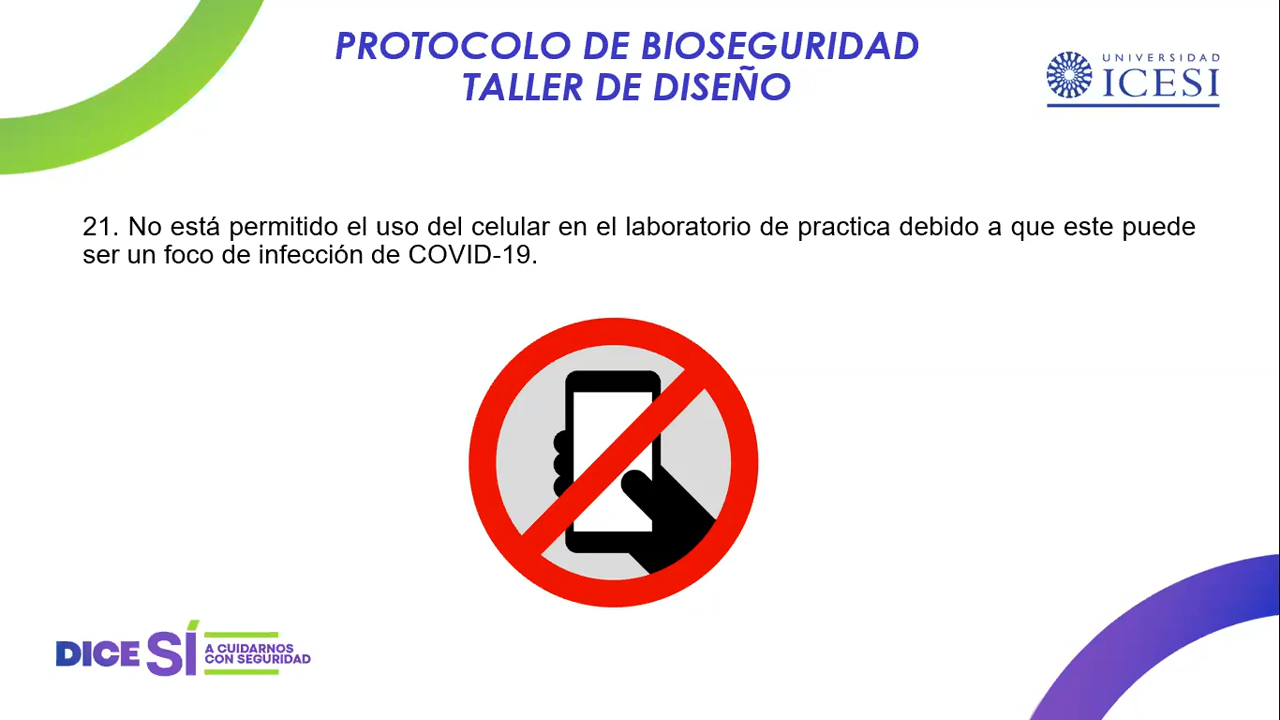 PROTOCOLO DE BIOSEGURIDAD
TALLER DE DISEÑO
UNIVERSIDAD
ICESI
21. No está permitido el uso del celular en el laboratorio de practica debido a que este puede
ser un foco de infección de COVID-19.
DICE SÍ
A CUIDARNOS
CON SEGURIDAD